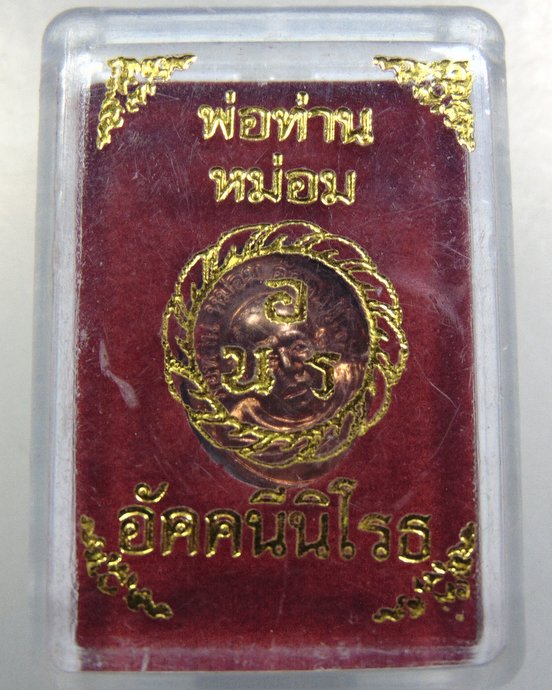 พ่อท่าน
หม่อม
อ
น ร
อัคคนีนิโรธ